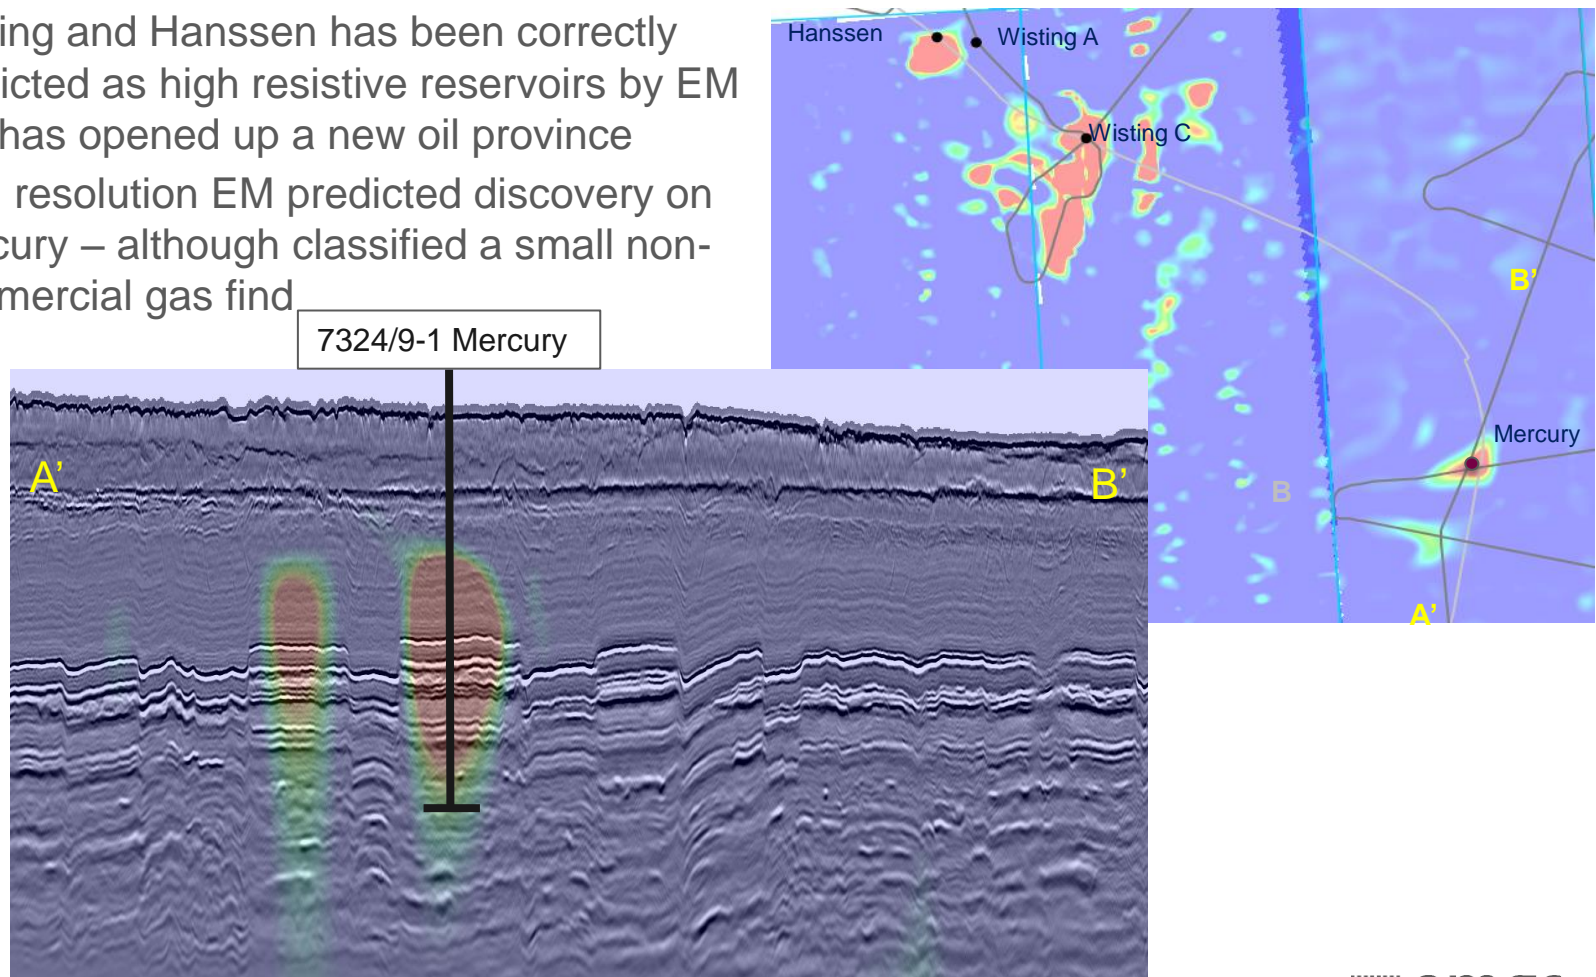 ing and Hanssen has been correctly
icted as high resistive reservoirs by EM
has opened up a new oil province
resolution EM predicted discovery on
cury – although classified a small non-
mercial gas find
7324/9-1 Mercury
A’
B’
Hanssen
Wisting A
Wisting C
B’
Mercury
B
A’